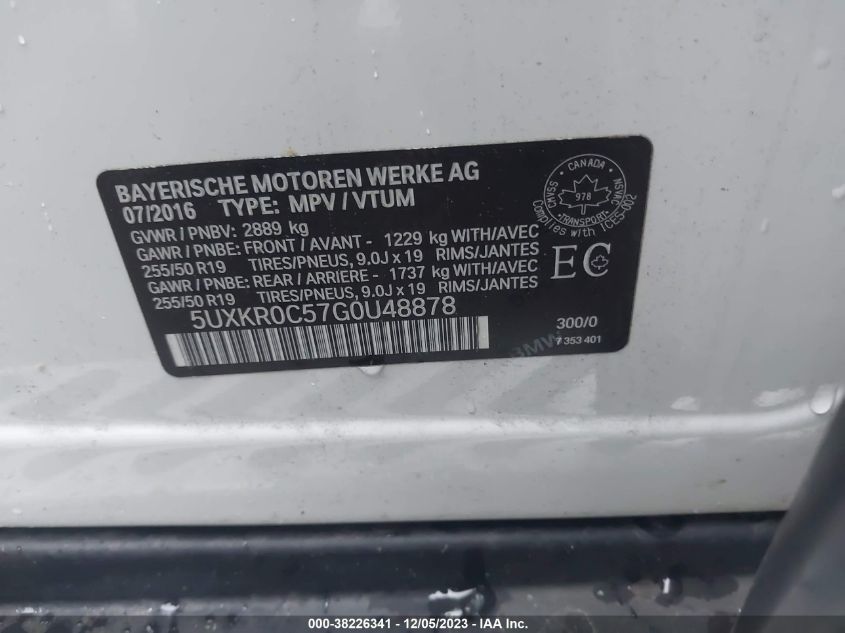 BAYERISCHE MOTOREN WERKE AG
07/2016 TYPE: MPV / VTUM
GVWR / PNBV: 2889 kg
GAWR / PNBE: FRONT / AVANT - 1229 kg WITH/AVEC
255/50 R19 TIRES/PNEUS, 9.0J x 19 RIMS/JANTES
GAWR / PNBE: REAR / ARRIERE - 1737 kg WITH/AVEC
255/50 R19 TIRES/PNEUS, 9.0J x 19 RIMS/JANTES
5UXKR0C57G0U48878
CANADA
CMVSS
NSVAC
978
TRANSPORT
Complies with ICES-002
EC
300/0
7 353 401
BMW
000-38226341 - 12/05/2023 - IAA Inc.